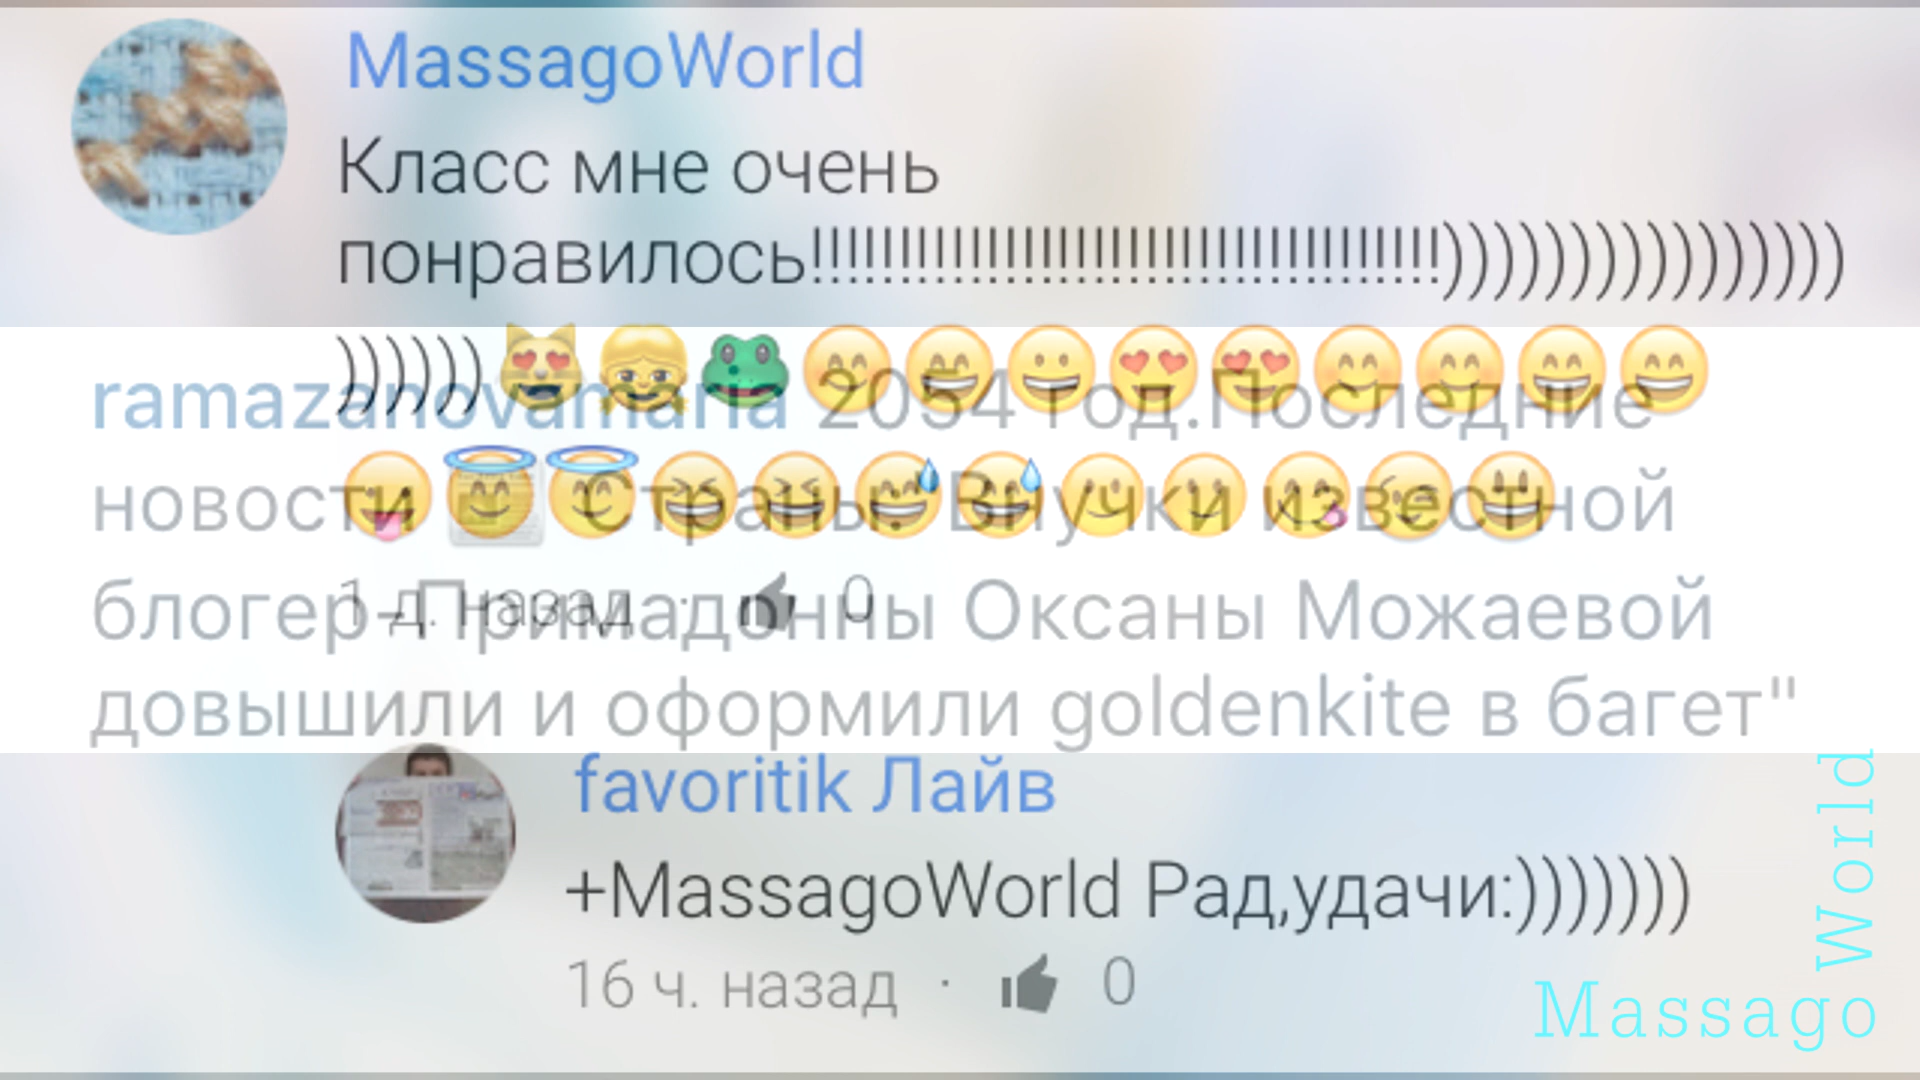 MassagoWorld
Класс мне очень
понравилось!!!!!!!!!!!!!!!!!!!!!!!!!!!!!!!!!!!!)))))))))))))))))
))))))😻👧🐸😊😄😀😍😍😊😊😄😄
ramazanovamaria 2054 год.Последние
😜😇😇😆😆😅😅🙂🙂😗😉😃
новости 📰 Страны:"Внучки известной
1 д. назад · 0
блогер-Примадонны Оксаны Можаевой
довышили и оформили goldenkite в багет"
favoritik Лайв
+MassagoWorld Рад,удачи:)))))))
16 ч. назад · 0
Massago World